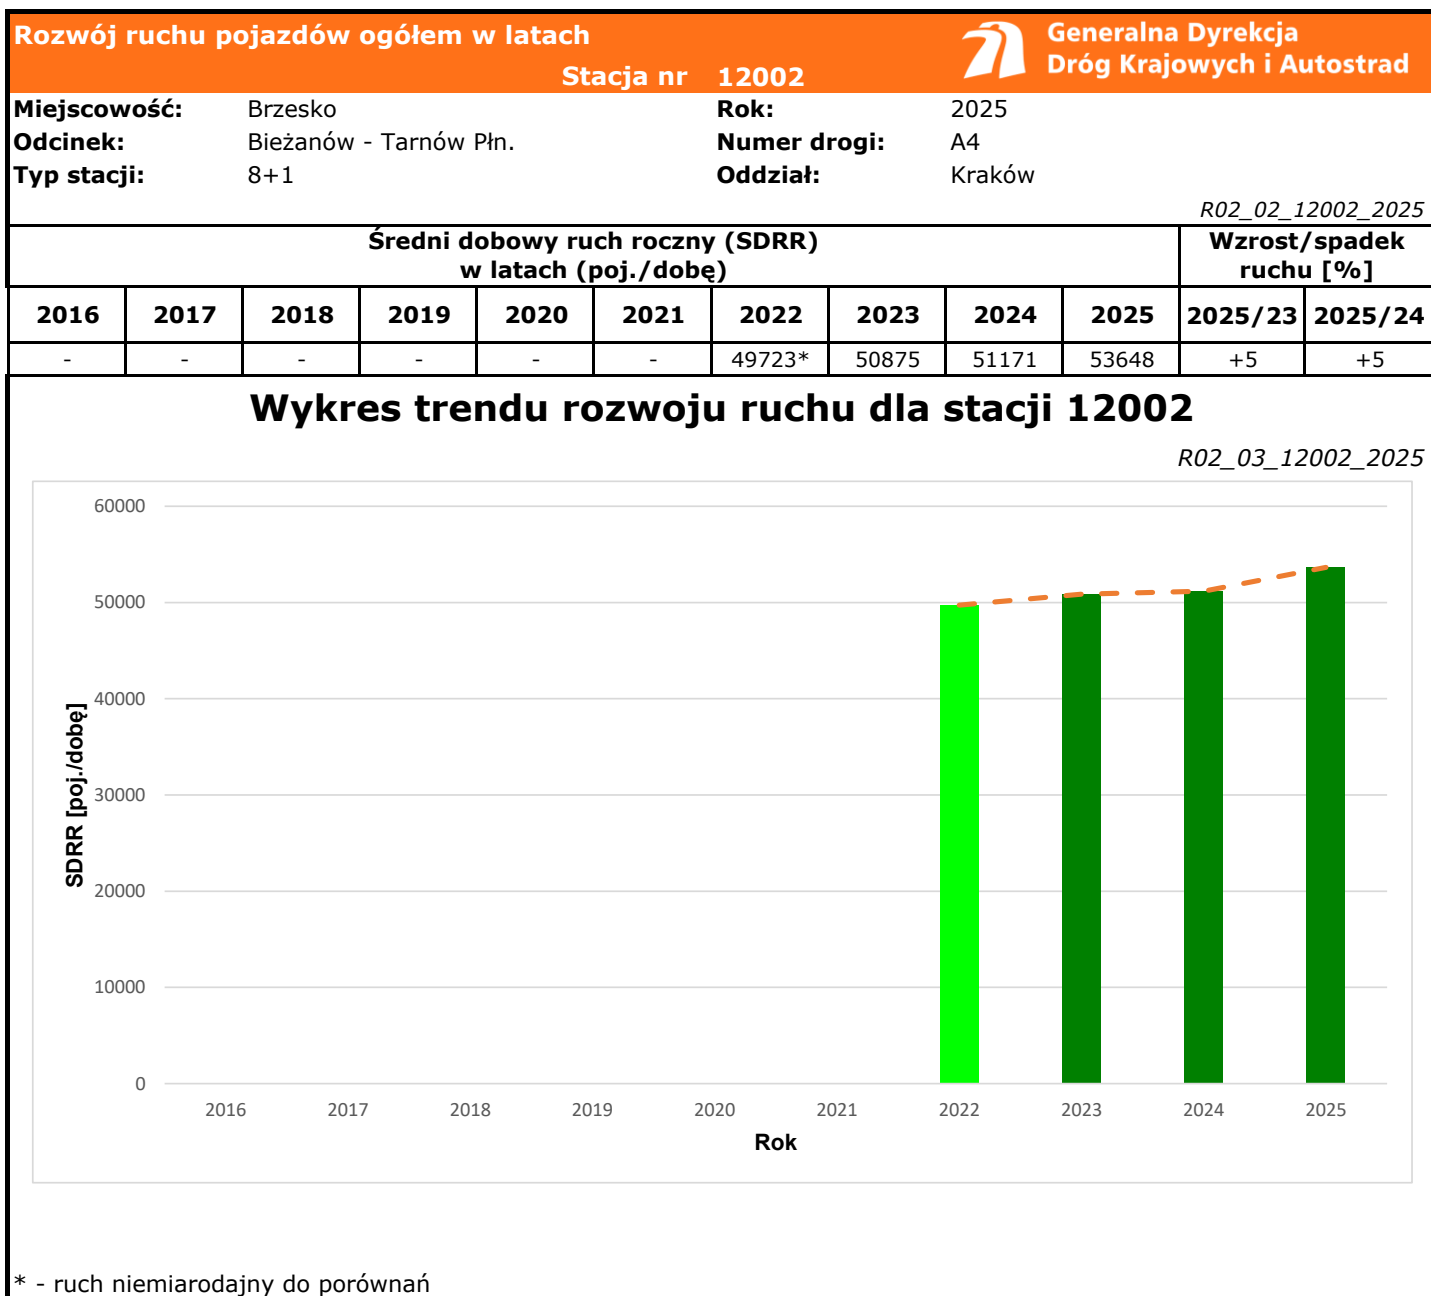 Rozwój ruchu pojazdów ogółem w latach
Generalna Dyrekcja
Dróg Krajowych i Autostrad
Stacja nr 12002
Miejscowość: Brzesko Rok: 2025
Odcinek: Bieżanów - Tarnów Płn. Numer drogi: A4
Typ stacji: 8+1 Oddział: Kraków
R02_02_12002_2025
Średni dobowy ruch roczny (SDRR)
w latach (poj./dobę)
Wzrost/spadek
ruchu [%]
2016 2017 2018 2019 2020 2021 2022 2023 2024 2025 2025/23 2025/24
- - - - - - 49723* 50875 51171 53648 +5 +5
Wykres trendu rozwoju ruchu dla stacji 12002
R02_03_12002_2025
60000
50000
40000
30000
20000
10000
0
SDRR [poj./dobę]
2016 2017 2018 2019 2020 2021 2022 2023 2024 2025
Rok
* - ruch niemiarodajny do porównań